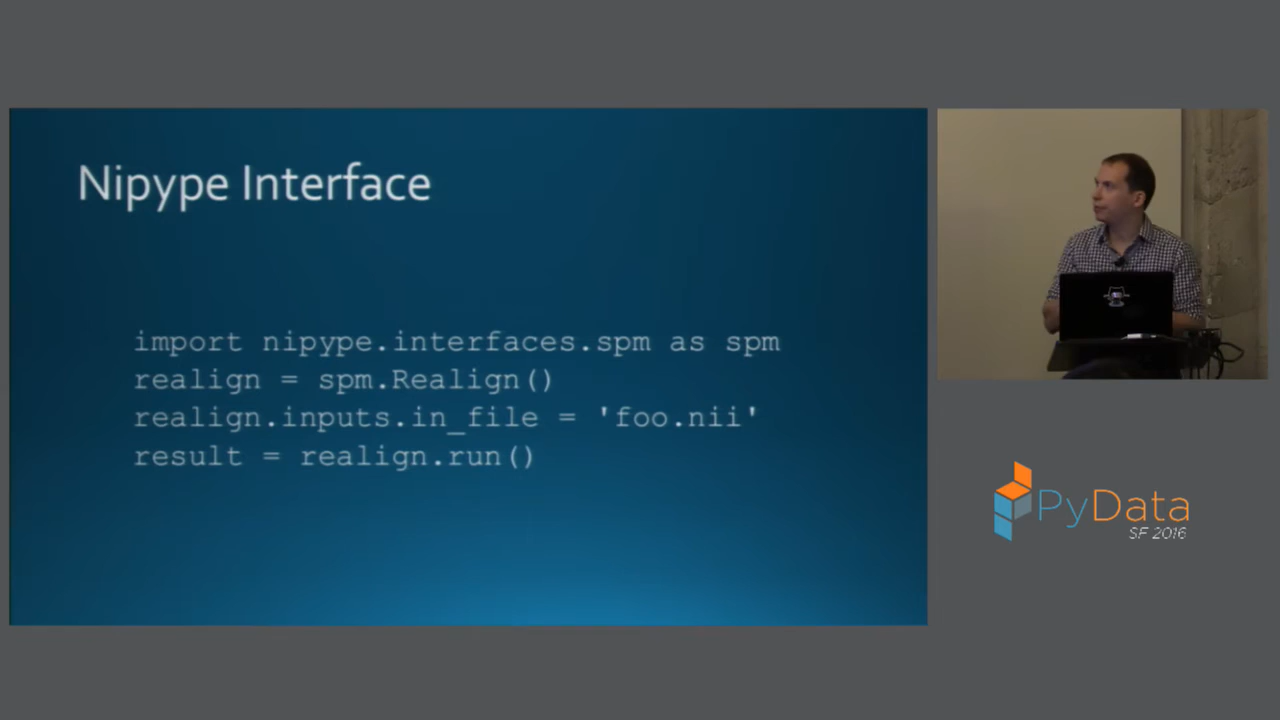 Nipype Interface
import nipype.interfaces.spm as spm
realign = spm.Realign()
realign.inputs.in_file = 'foo.nii'
result = realign.run()
PyData
SF 2016